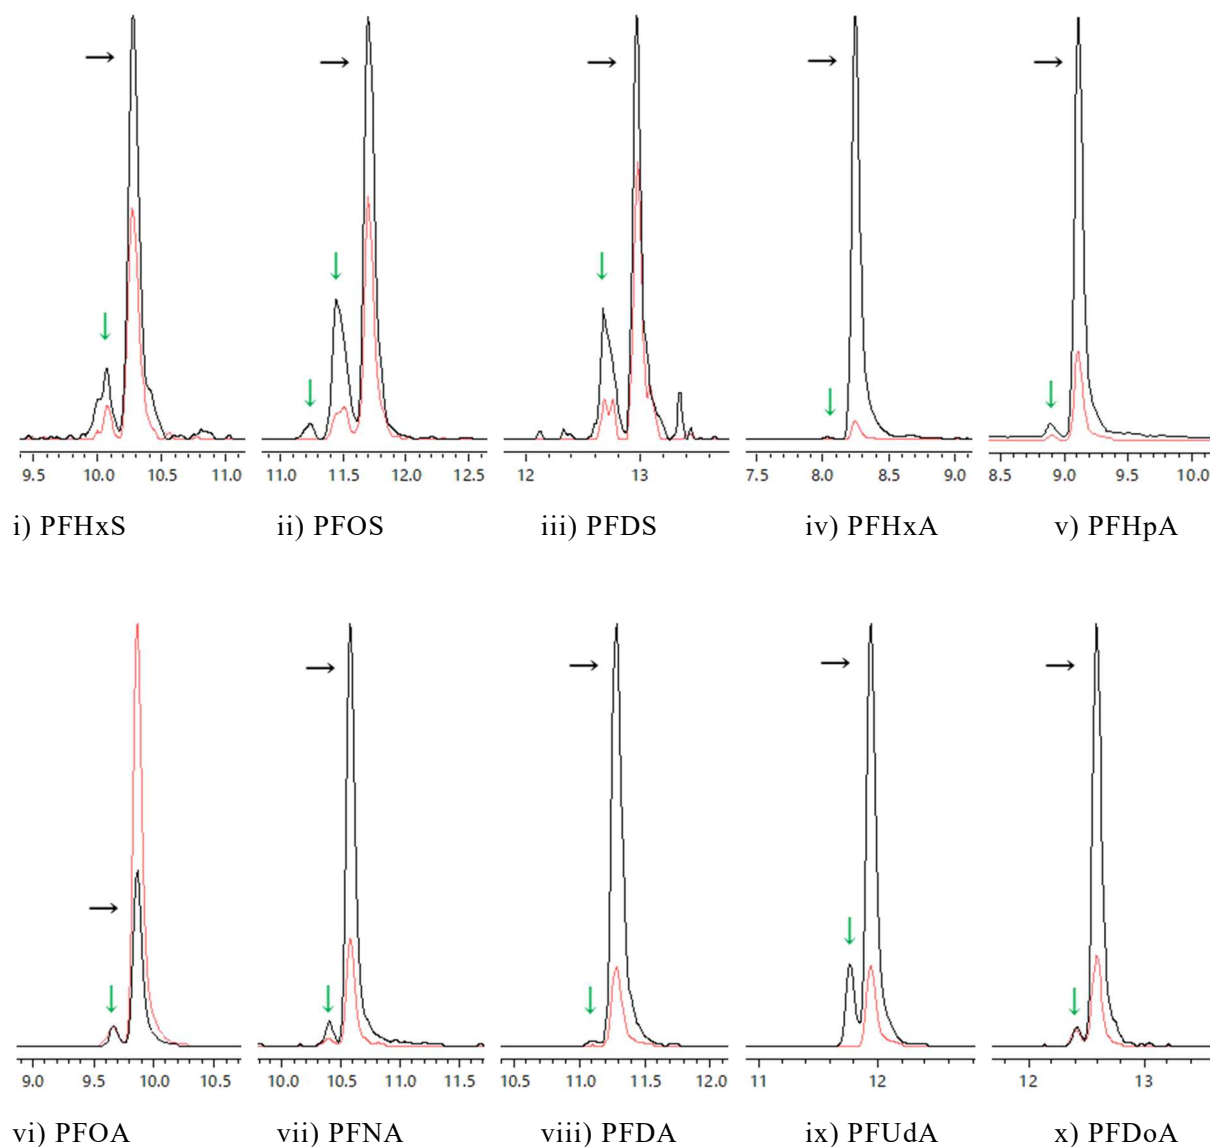 9.5 10.0 10.5 11.0 11.0 11.5 12.0 12.5 12 13 7.5 8.0 8.5 9.0 8.5 9.0 9.5 10.0
i) PFHxS ii) PFOS iii) PFDS iv) PFHxA v) PFHpA
9.0 9.5 10.0 10.5 10.0 10.5 11.0 11.5 10.5 11.0 11.5 12.0 11 12 12 13
vi) PFOA vii) PFNA viii) PFDA ix) PFUdA x) PFDoA